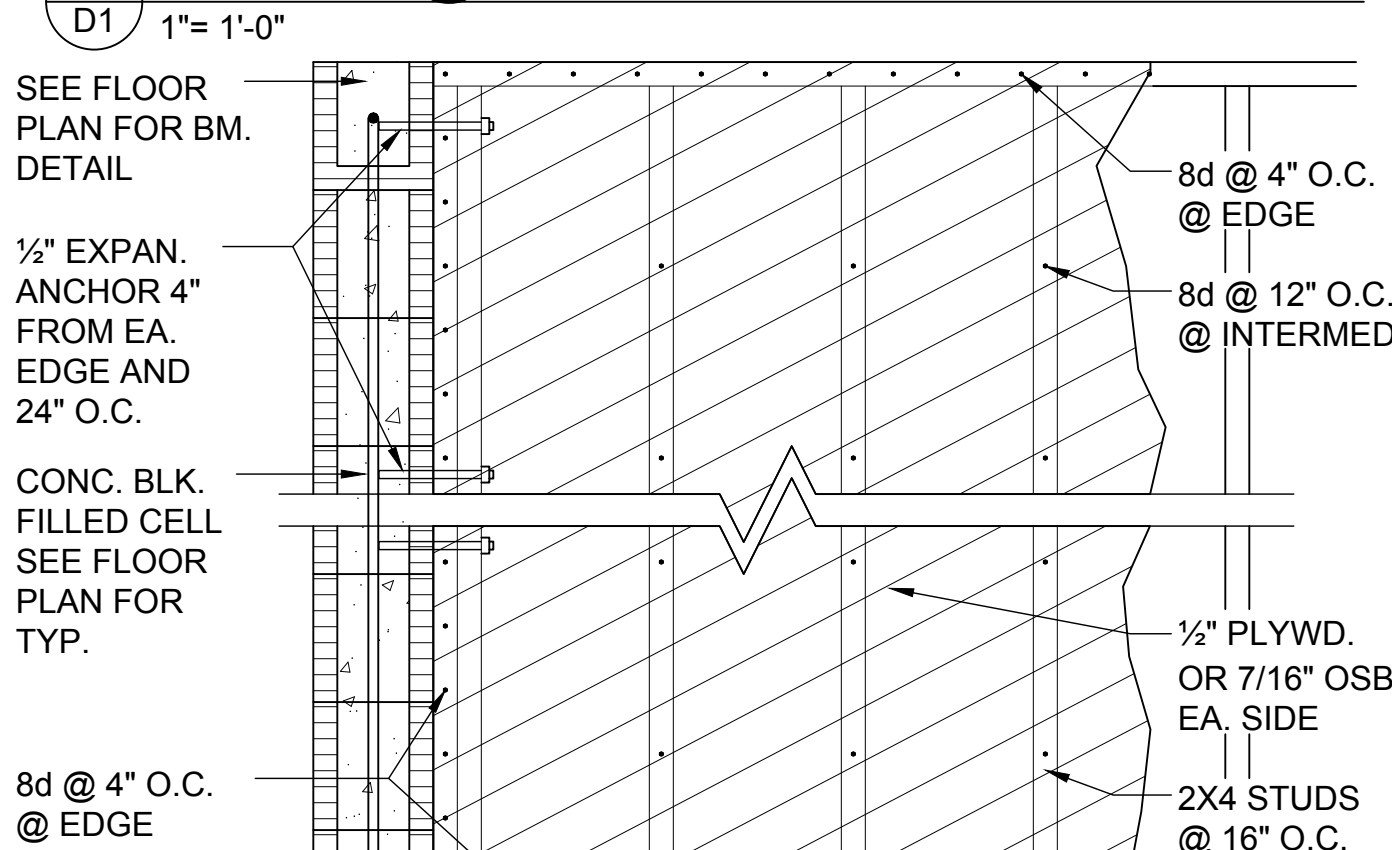 D1
1"= 1'-0"
SEE FLOOR
PLAN FOR BM.
DETAIL
½" EXPAN.
ANCHOR 4"
FROM EA.
EDGE AND
24" O.C.
CONC. BLK.
FILLED CELL
SEE FLOOR
PLAN FOR
TYP.
8d @ 4" O.C.
@ EDGE
8d @ 4" O.C.
@ EDGE
8d @ 12" O.C.
@ INTERMED
½" PLYWD.
OR 7/16" OSB
EA. SIDE
2X4 STUDS
@ 16" O.C.